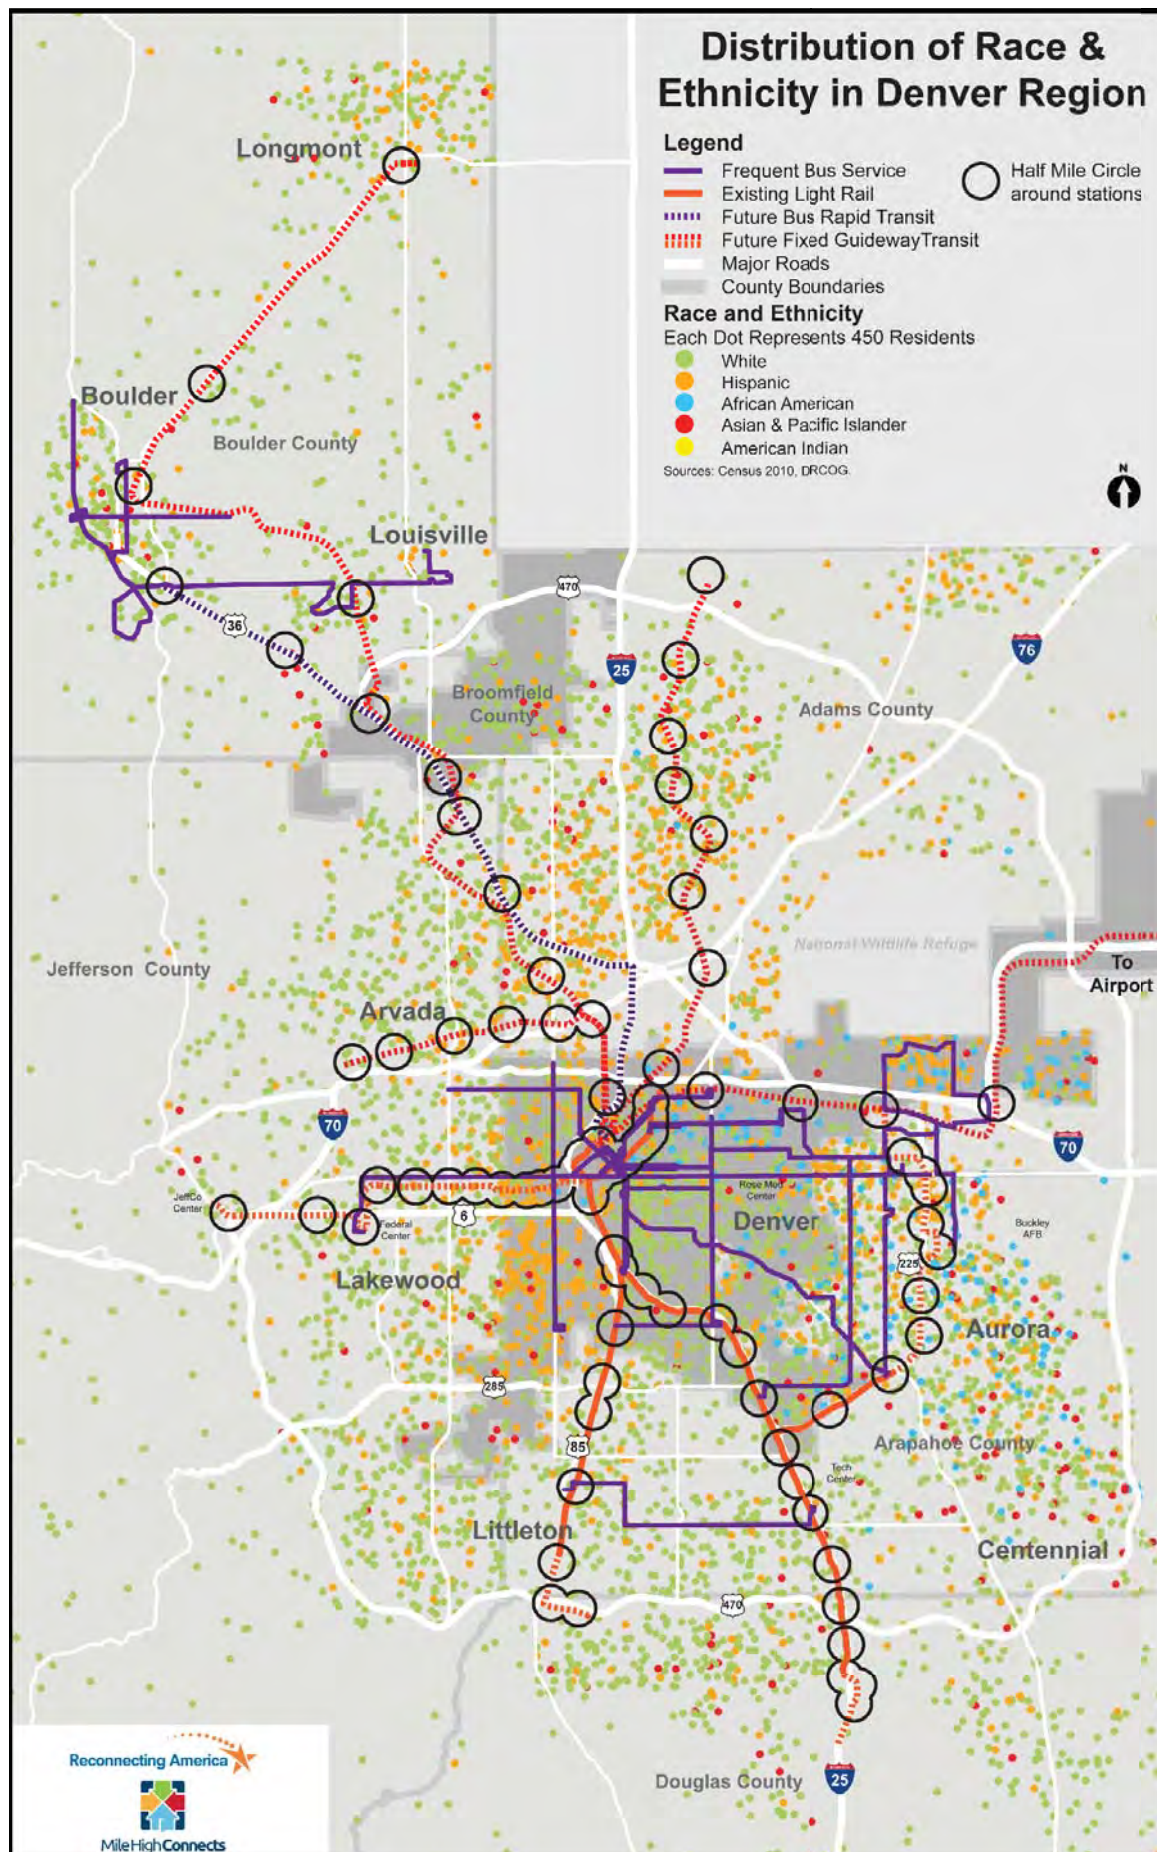 Distribution of Race &
Ethnicity in Denver Region
Legend
Frequent Bus Service
Existing Light Rail
Future Bus Rapid Transit
Future Fixed GuidewayTransit
Major Roads
County Boundaries
Half Mile Circle
around stations
Race and Ethnicity
Each Dot Represents 450 Residents
White
Hispanic
African American
Asian & Pacific Islander
American Indian
Sources: Census 2010, DRCOG.
N
Longmont
Boulder
Boulder County
Louisville
470
36
25
76
Broomfield
County
Adams County
National Wildlife Refuge
To
Airport
Jefferson County
Arvada
70
70
JeffCo
Center
Federal
Center
6
Rose Med
Center
Denver
Buckley
AFB
225
Lakewood
Aurora
285
85
Arapahoe County
Tech
Center
Littleton
Centennial
470
Douglas County
25
Reconnecting America
MileHighConnects